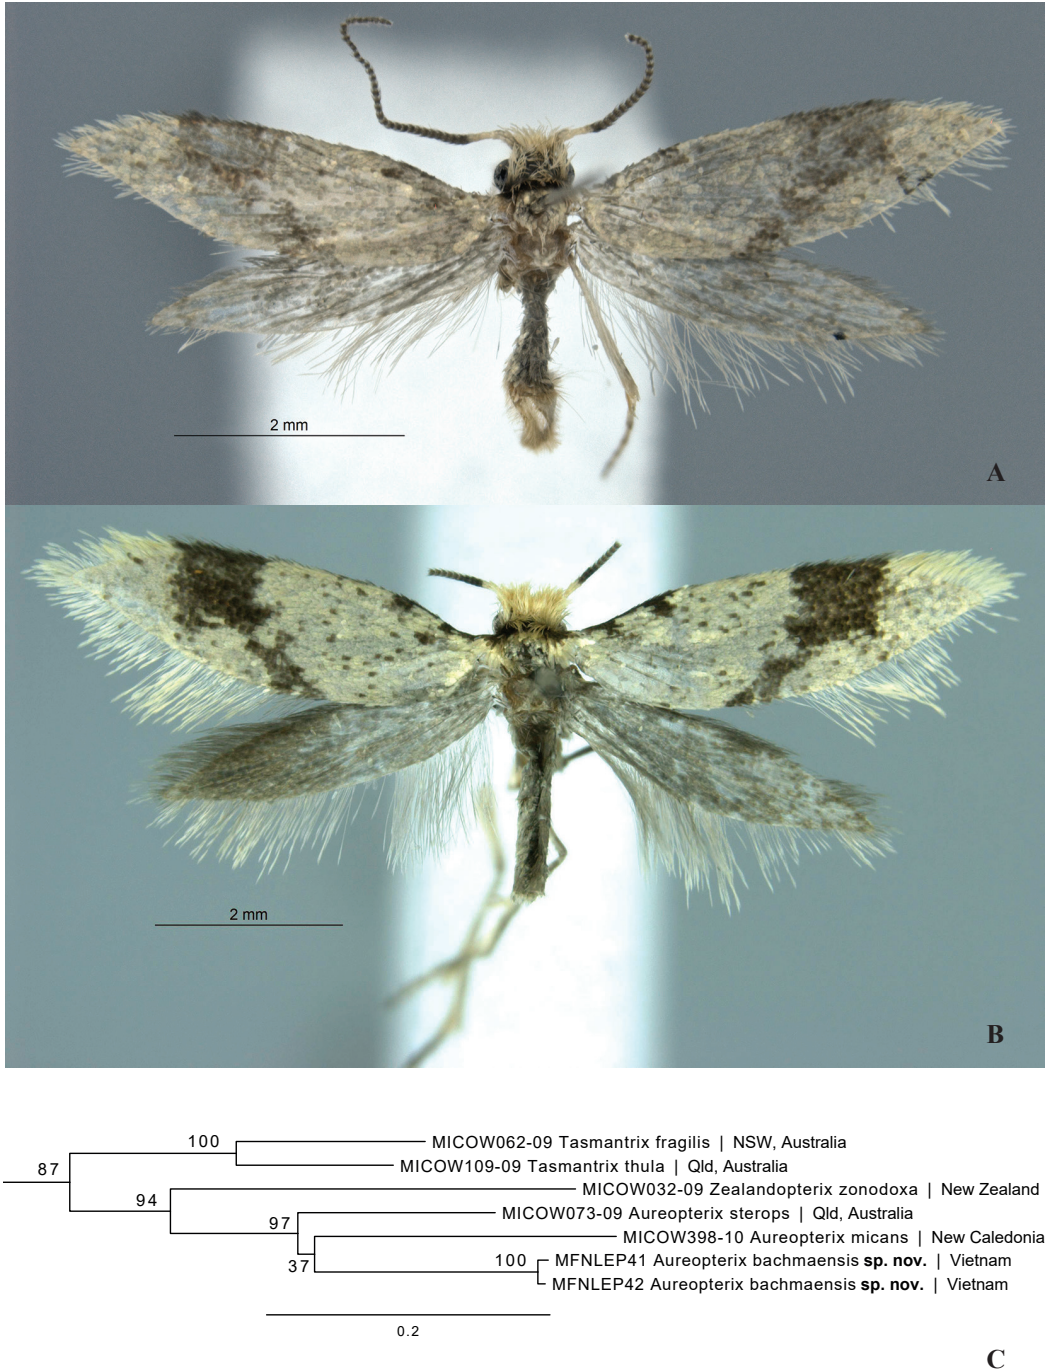 2 mm
A
2 mm
B
100
MICOW062-09 Tasmantrix fragilis | NSW, Australia
87
MICOW109-09 Tasmantrix thula | Qld, Australia
94
MICOW032-09 Zealandopterix zonodoxa | New Zealand
97
MICOW073-09 Aureopterix sterops | Qld, Australia
MICOW398-10 Aureopterix micans | New Caledonia
37
100
MFNLEP41 Aureopterix bachmaensis sp. nov. | Vietnam
MFNLEP42 Aureopterix bachmaensis sp. nov. | Vietnam
0.2
C